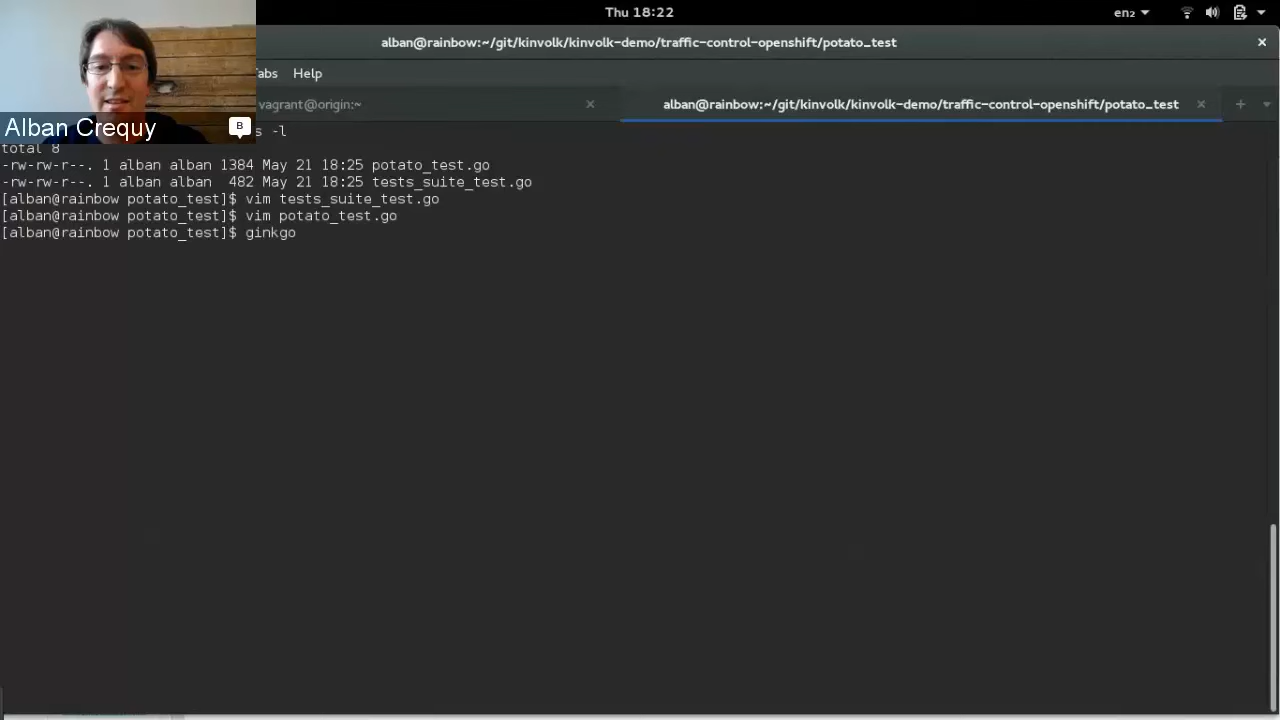 Thu 18:22
en₂
alban@rainbow:~/git/kinvolk/kinvolk-demo/traffic-control-openshift/potato_test
abs Help
vagrant@origin:~
alban@rainbow:~/git/kinvolk/kinvolk-demo/traffic-control-openshift/potato_test
Alban Crequy
B
s -l
total 8
-rw-rw-r--. 1 alban alban 1384 May 21 18:25 potato_test.go
-rw-rw-r--. 1 alban alban  482 May 21 18:25 tests_suite_test.go
[alban@rainbow potato_test]$ vim tests_suite_test.go
[alban@rainbow potato_test]$ vim potato_test.go
[alban@rainbow potato_test]$ ginkgo